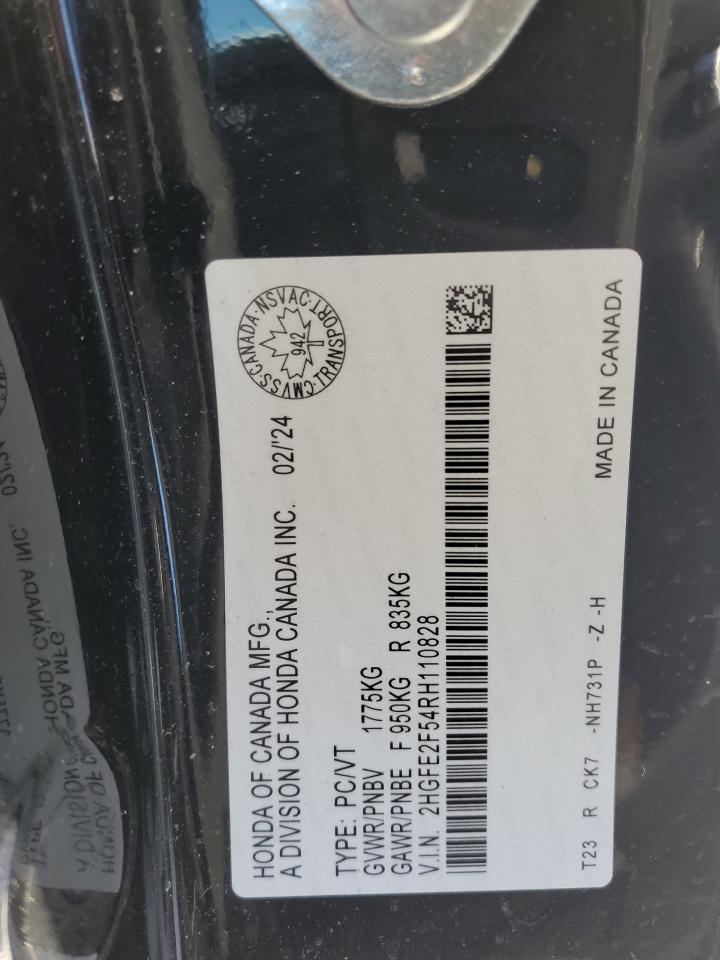 HONDA OF CANADA MFG.,
A DIVISION OF HONDA CANADA INC. 02/'24
CMVSS·CANADA·NSVAC·TRANSPORT
942
TYPE: PC/VT
GVWR/PNBV 1775KG
GAWR/PNBE F 950KG R 835KG
V.I.N. 2HGFE2F54RH110828
T23 R CK7 -NH731P -Z -H MADE IN CANADA